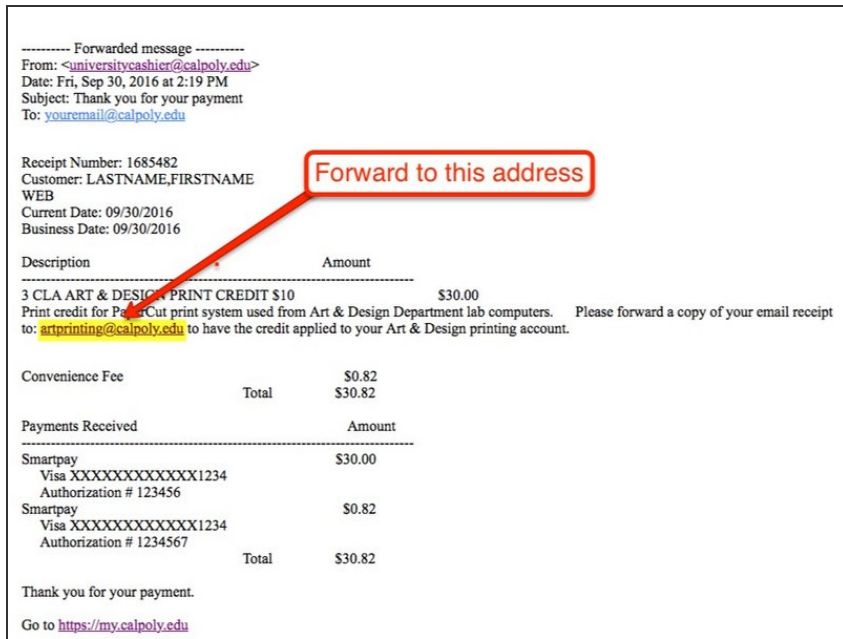 ---------- Forwarded message ----------
From: <universitycashier@calpoly.edu>
Date: Fri, Sep 30, 2016 at 2:19 PM
Subject: Thank you for your payment
To: youremail@calpoly.edu
Receipt Number: 1685482
Customer: LASTNAME,FIRSTNAME
WEB
Current Date: 09/30/2016
Business Date: 09/30/2016
Forward to this address
Description Amount
3 CLA ART & DESIGN PRINT CREDIT $10 $30.00
Print credit for PaperCut print system used from Art & Design Department lab computers. Please forward a copy of your email receipt
to: artprinting@calpoly.edu to have the credit applied to your Art & Design printing account.
Convenience Fee $0.82
Total $30.82
Payments Received Amount
Smartpay $30.00
Visa XXXXXXXXXXXX1234
Authorization # 123456
Smartpay $0.82
Visa XXXXXXXXXXXX1234
Authorization # 1234567
Total $30.82
Thank you for your payment.
Go to https://my.calpoly.edu